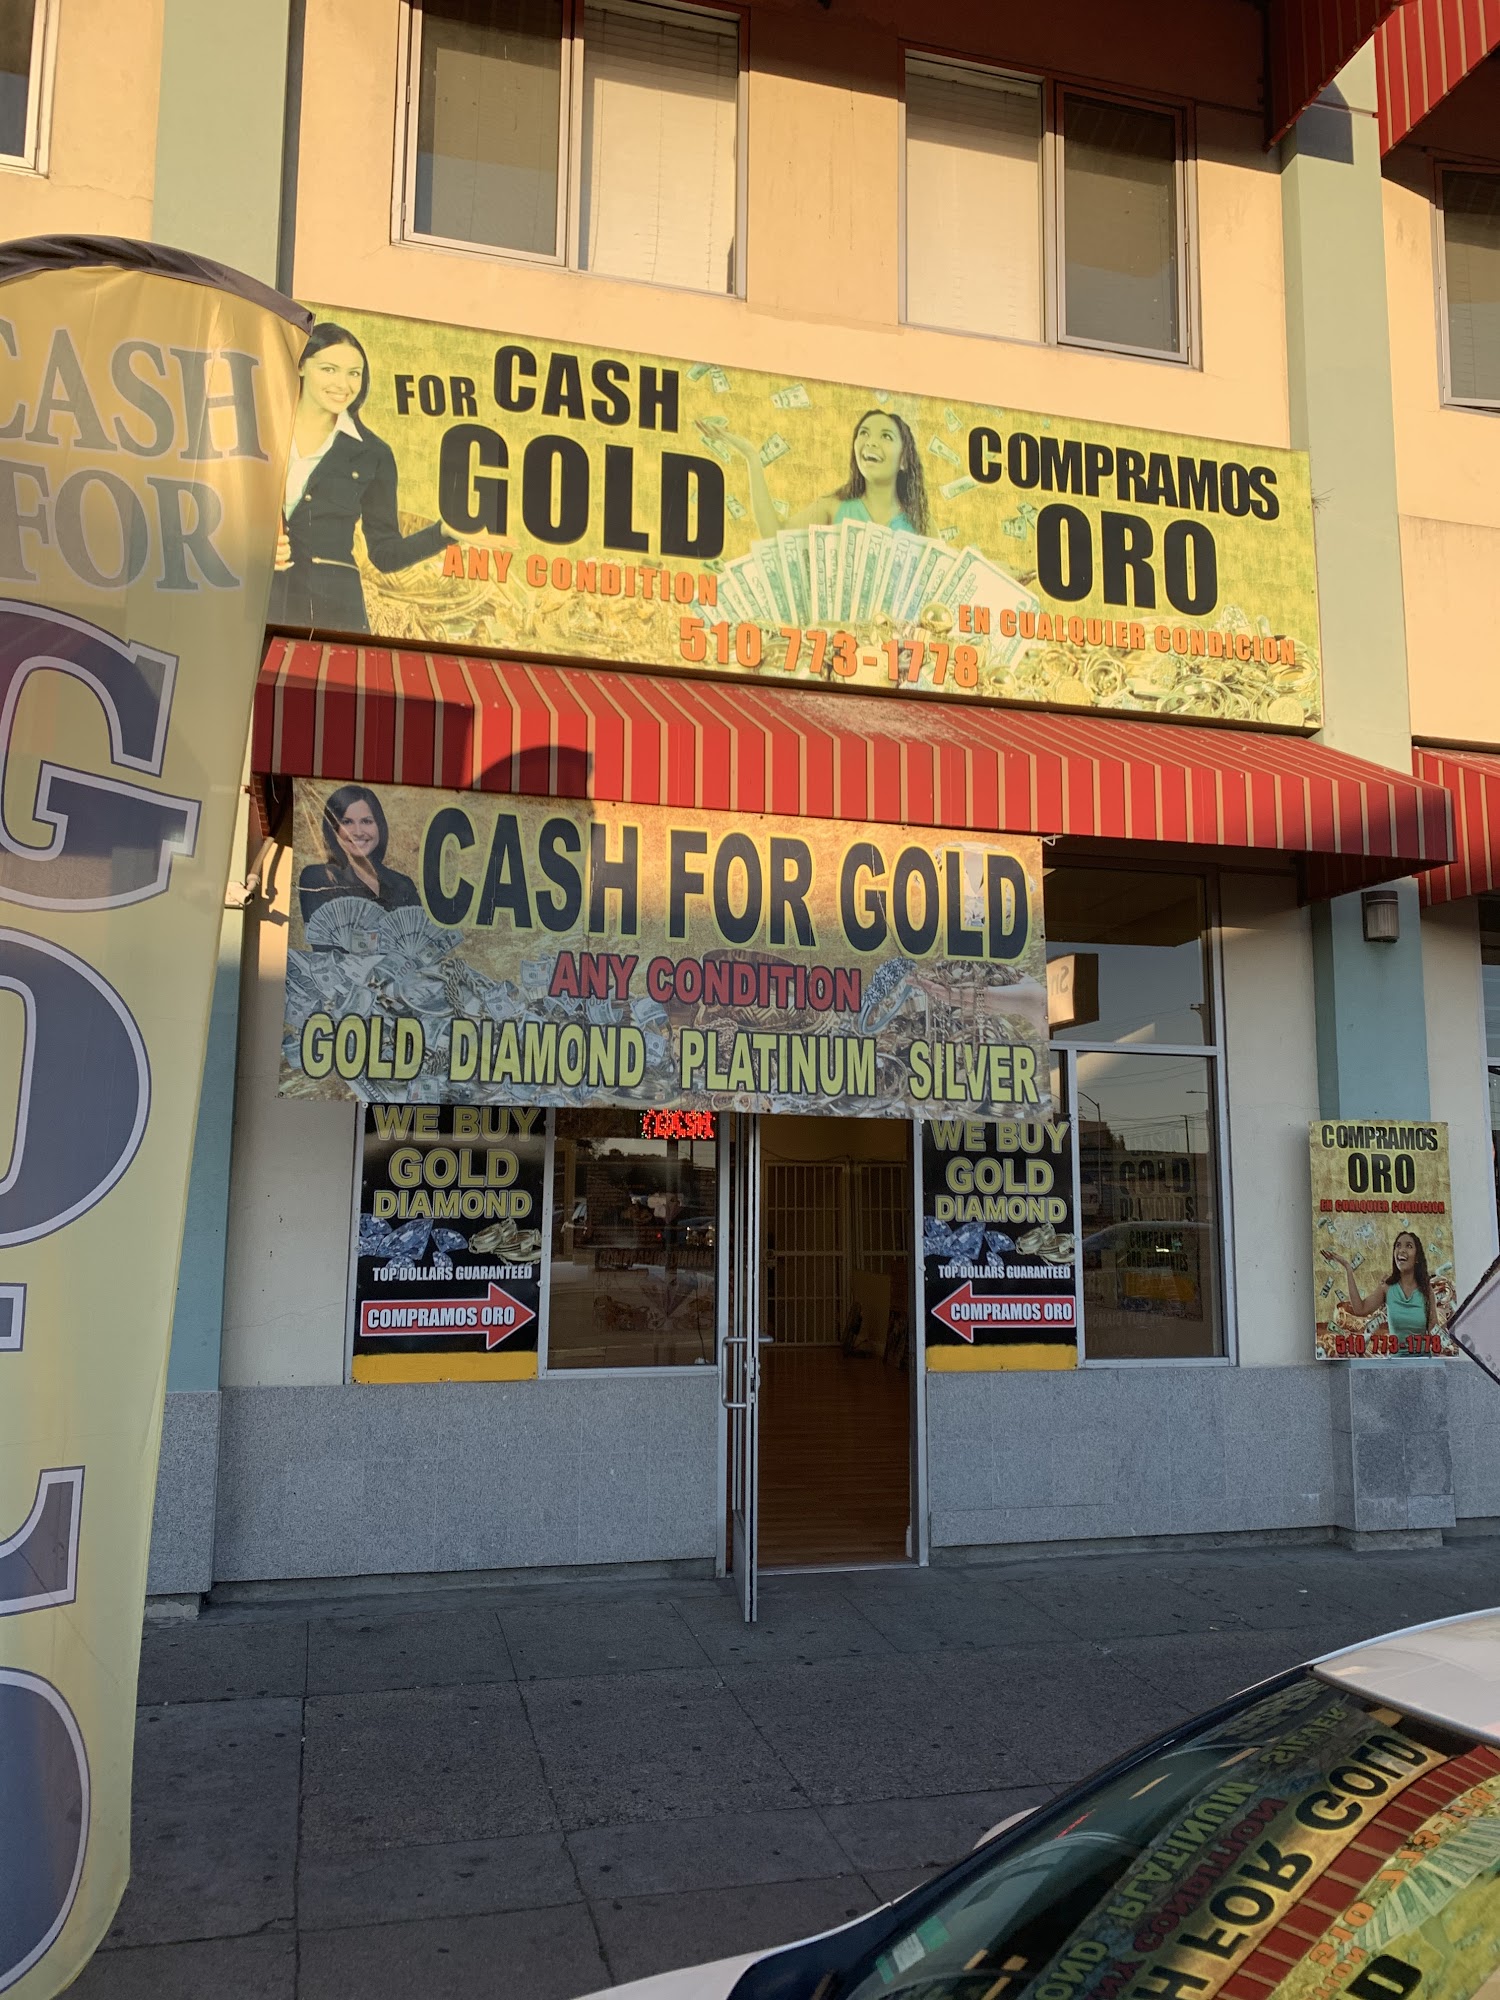 CASH
FOR
GOLD
FOR CASH
GOLD
ANY CONDITION
510 773-1778
COMPRAMOS
ORO
EN CUALQUIER CONDICION
CASH FOR GOLD
ANY CONDITION
GOLD DIAMOND PLATINUM SILVER
WE BUY
GOLD
DIAMOND
TOP DOLLARS GUARANTEED
COMPRAMOS ORO
CASH
WE BUY
GOLD
DIAMOND
TOP DOLLARS GUARANTEED
COMPRAMOS ORO
COMPRAMOS
ORO
EN CUALQUIER CONDICION
510 773-1778